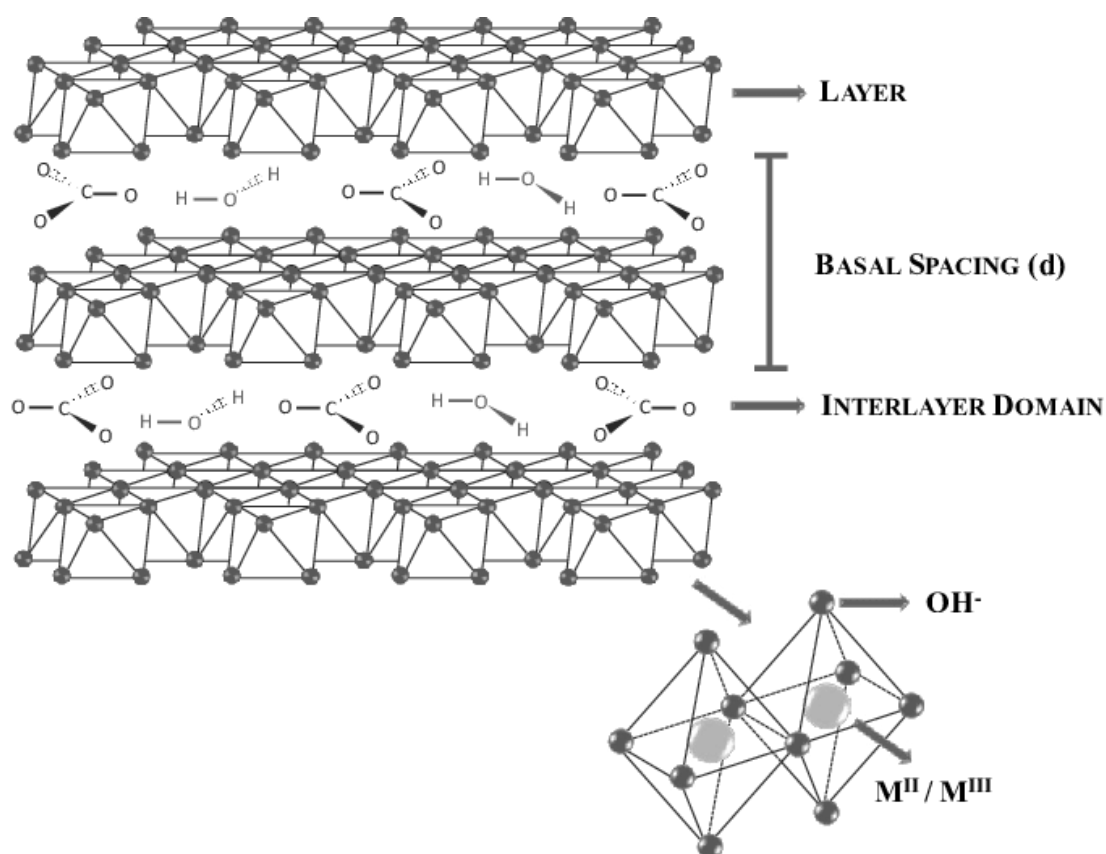 LAYER
O C O O
H O H
O C O O
H O H
O C O O
BASAL SPACING (d)
O C O O
H O H
O C O O
H O H
O C O O
INTERLAYER DOMAIN
OH-
MII / MIII